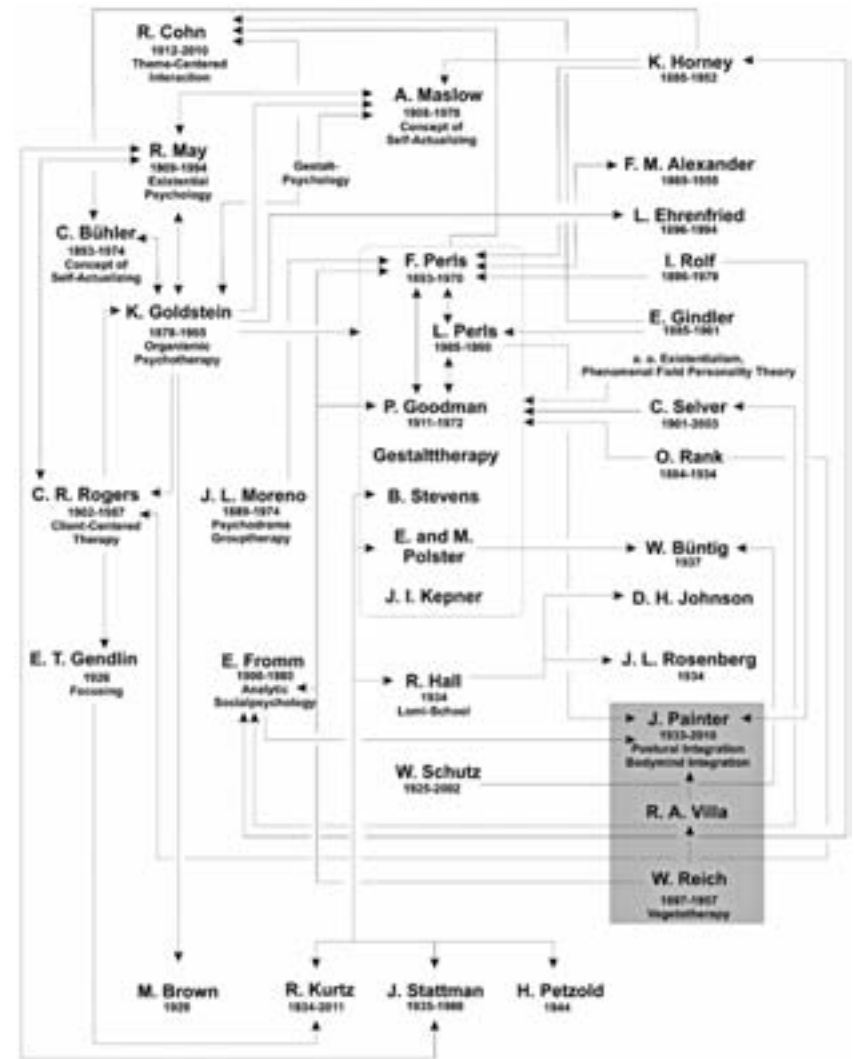 R. Cohn
1912-2010
Theme-Centered
Interaction
K. Horney
1885-1952
A. Maslow
1908-1970
Concept of
Self-Actualizing
R. May
1909-1994
Existential
Psychology
Gestalt-
Psychology
F. M. Alexander
1869-1955
L. Ehrenfried
1896-1994
C. Bühler
1893-1974
Concept of
Self-Actualizing
F. Perls
1893-1970
I. Rolf
1896-1979
K. Goldstein
1878-1965
Organismic
Psychotherapy
E. Gindler
1885-1961
L. Perls
1905-1990
a. o. Existentialism,
Phenomenal Field Personality Theory
P. Goodman
1911-1972
C. Selver
1901-2003
Gestalttherapy
O. Rank
C. R. Rogers
1902-1987
Client-Centered
Therapy
J. L. Moreno
1889-1974
Psychodrama
Grouptherapy
B. Stevens
E. and M.
Polster
W. Büntig
1937
J. I. Kepner
D. H. Johnson
E. T. Gendlin
1926
Focusing
E. Fromm
1900-1980
Analytic
Socialpsychology
R. Hall
1934
Lomi-School
J. L. Rosenberg
1934
J. Painter
1933-2010
Postural Integration
Bodymind Integration
W. Schutz
1925-2002
R. A. Villa
W. Reich
1897-1957
Vegetotherapy
M. Brown
R. Kurtz
1934-2011
J. Stattman
H. Petzold
1944